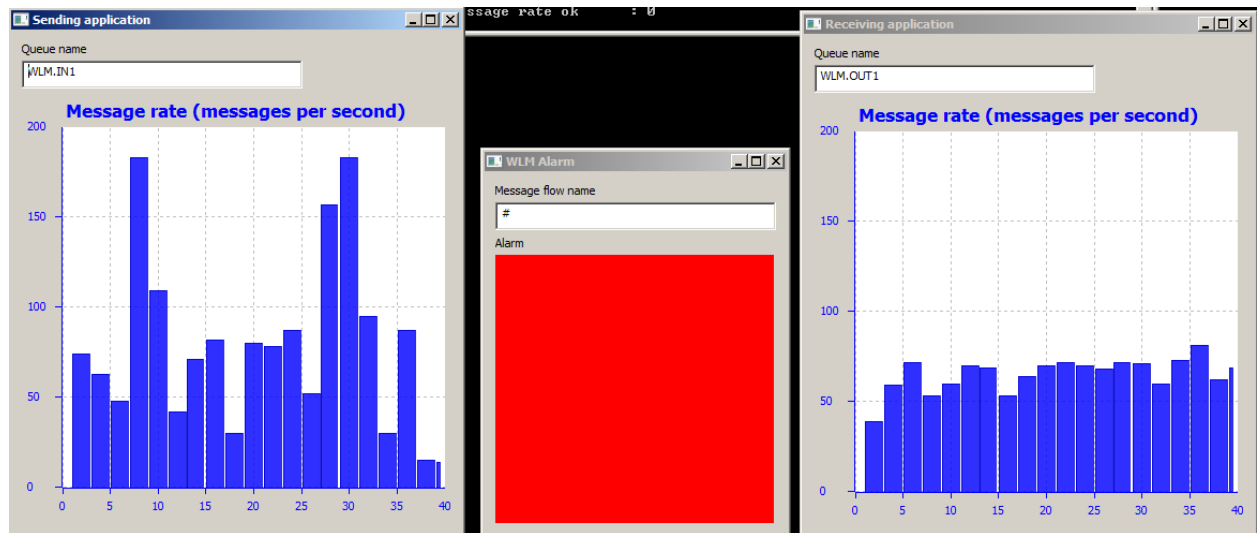 Sending application
Queue name
WLM.IN1
Message rate (messages per second)
200
150
100
50
0
0 5 10 15 20 25 30 35 40
ssage rate ok : 0
WLM Alarm
Message flow name
#
Alarm
Receiving application
Queue name
WLM.OUT1
Message rate (messages per second)
200
150
100
50
0
0 5 10 15 20 25 30 35 40